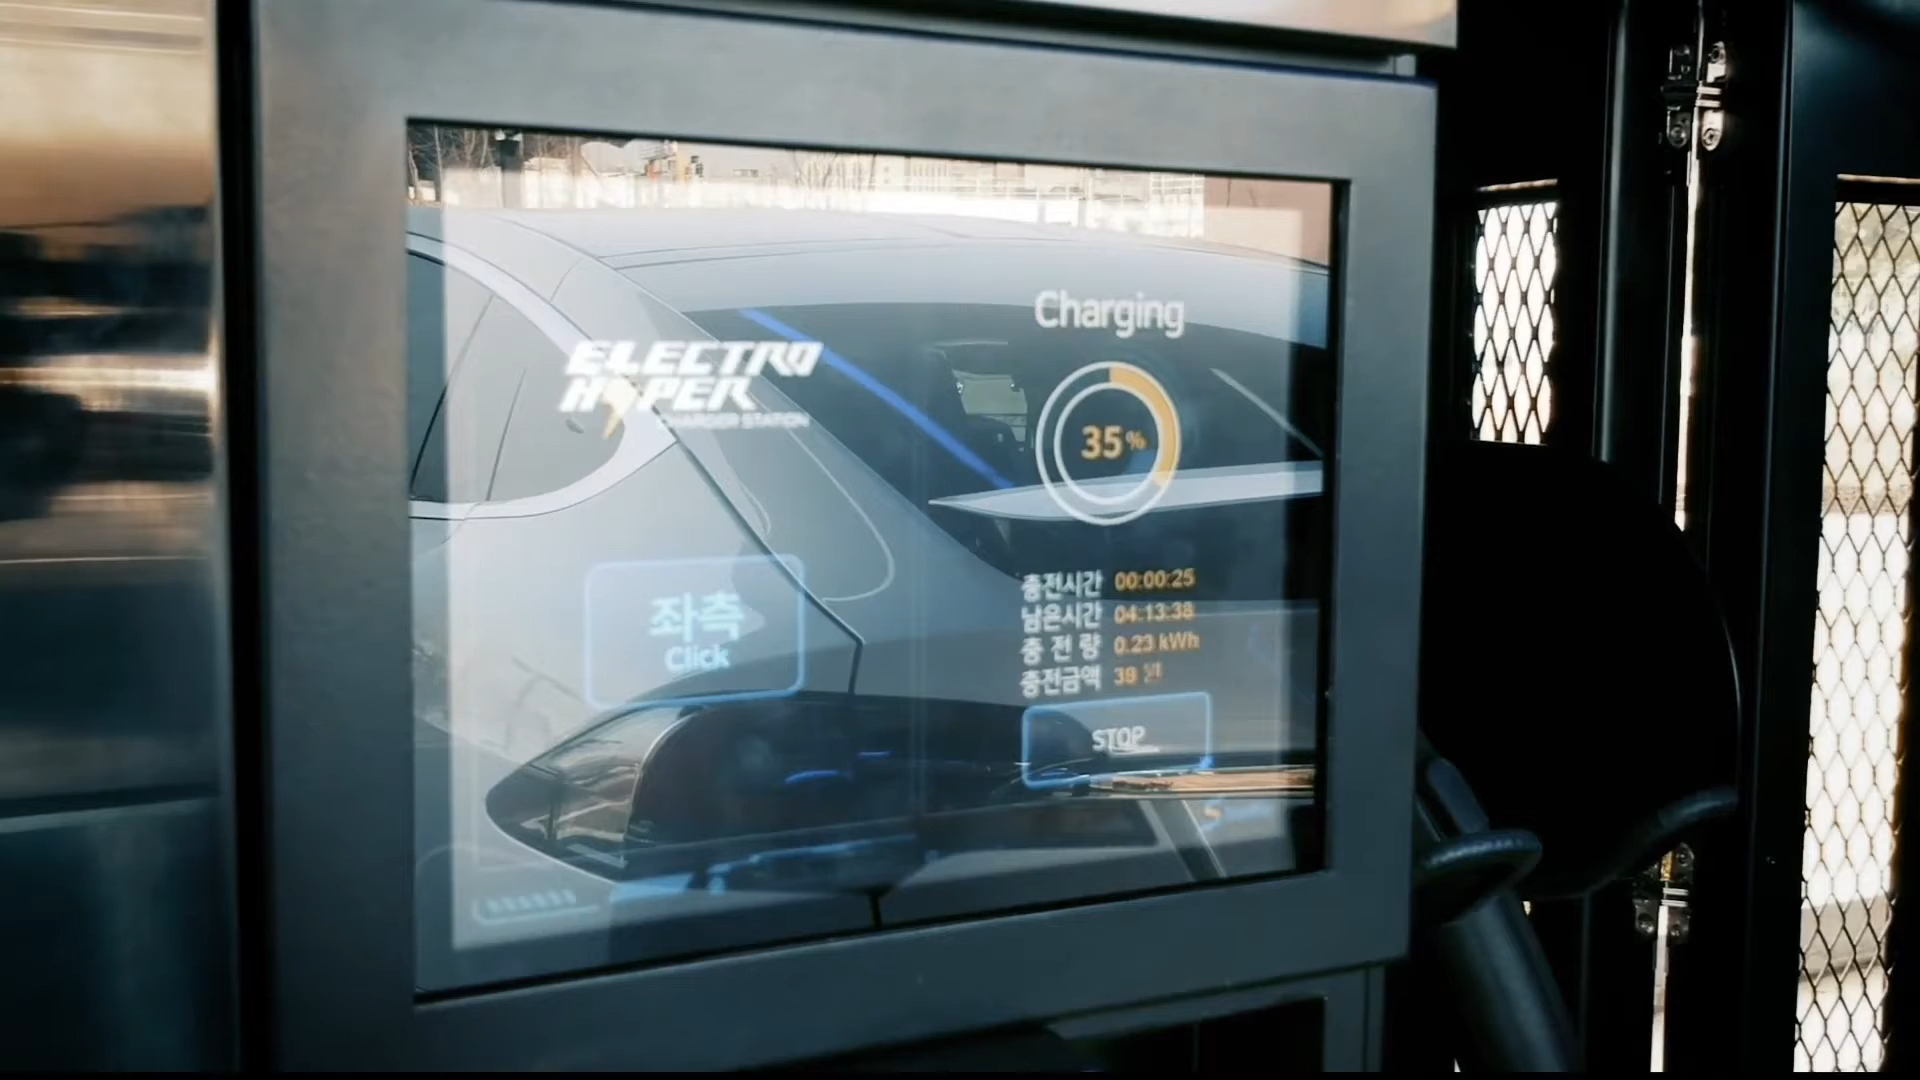 ELECTRO
HYPER
CHARGER STATION
좌측
Click
Charging
35%
충전시간 00:00:25
남은시간 04:13:38
충 전 량 0.23 kWh
충전금액 39 원
STOP